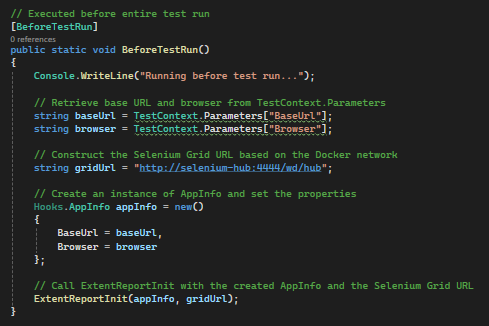 // Executed before entire test run
[BeforeTestRun]
0 references
public static void BeforeTestRun()
{
Console.WriteLine("Running before test run...");
// Retrieve base URL and browser from TestContext.Parameters
string baseUrl = TestContext.Parameters["BaseUrl"];
string browser = TestContext.Parameters["Browser"];
// Construct the Selenium Grid URL based on the Docker network
string gridUrl = "http://selenium-hub:4444/wd/hub";
// Create an instance of AppInfo and set the properties
Hooks.AppInfo appInfo = new()
{
BaseUrl = baseUrl,
Browser = browser
};
// Call ExtentReportInit with the created AppInfo and the Selenium Grid URL
ExtentReportInit(appInfo, gridUrl);
}